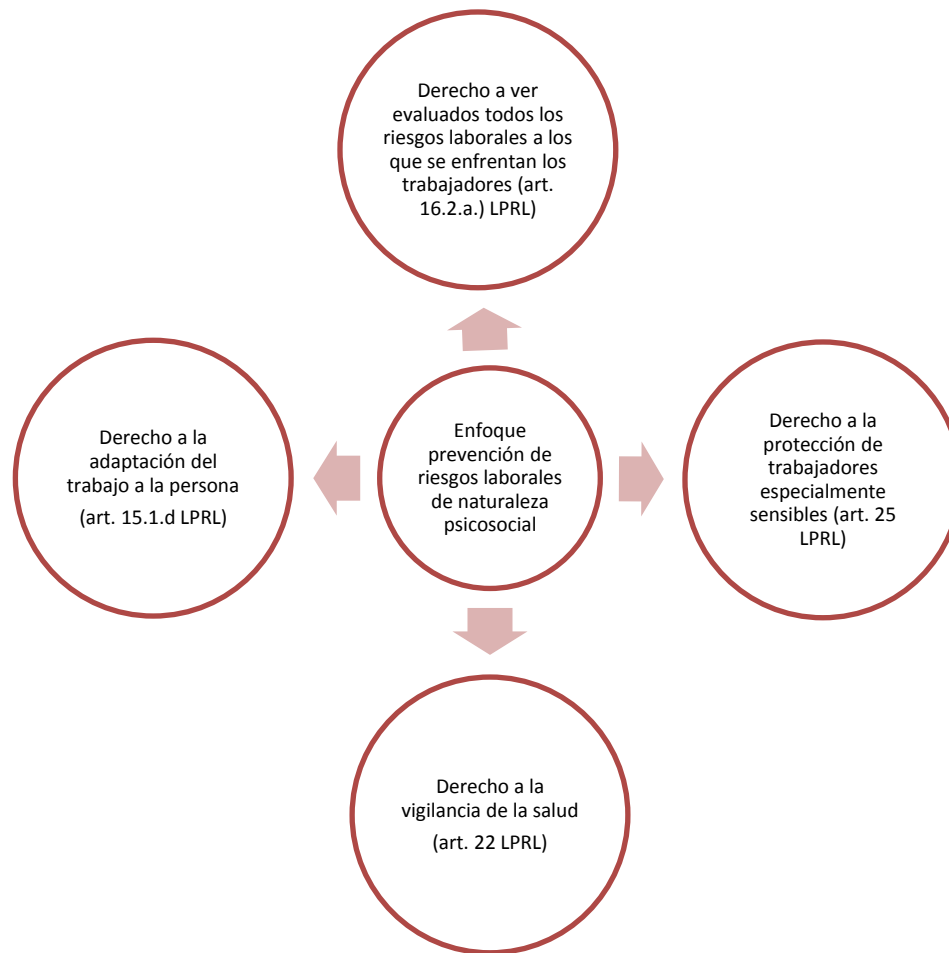 Derecho a ver
evaluados todos los
riesgos laborales a los
que se enfrentan los
trabajadores (art.
16.2.a.) LPRL)
Derecho a la
adaptación del
trabajo a la persona
(art. 15.1.d LPRL)
Enfoque
prevención de
riesgos laborales
de naturaleza
psicosocial
Derecho a la
protección de
trabajadores
especialmente
sensibles (art. 25
LPRL)
Derecho a la
vigilancia de la salud
(art. 22 LPRL)